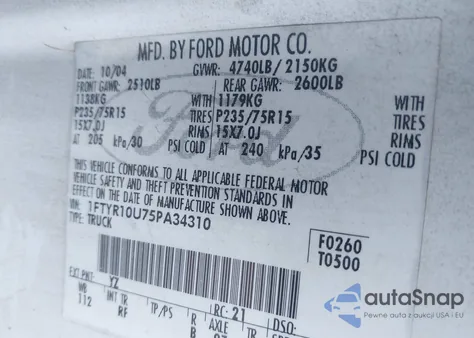 MFD. BY FORD MOTOR CO.
DATE: 10/04 GVWR: 4740LB/ 2150KG
FRONT GAWR: 2510LB REAR GAWR: 2600LB
1138KG WITH 1179KG WITH
P235/75R15 TIRES P235/75R15 TIRES
15X7.0J RIMS 15X7.0J RIMS
AT 205 kPa/30 PSI COLD AT 240 kPa/35 PSI COLD
THIS VEHICLE CONFORMS TO ALL APPLICABLE FEDERAL MOTOR
VEHICLE SAFETY AND THEFT PREVENTION STANDARDS IN
EFFECT ON THE DATE OF MANUFACTURE SHOWN ABOVE.
VIN: 1FTYR10U75PA34310
TYPE: TRUCK
F0260
T0500
EXT PNT: YZ RC: 21 DSO:
WB INT TR TP/PS R AXLE TR
112 RF B
Ford
autaSnap
Pewne auta z USA i EU